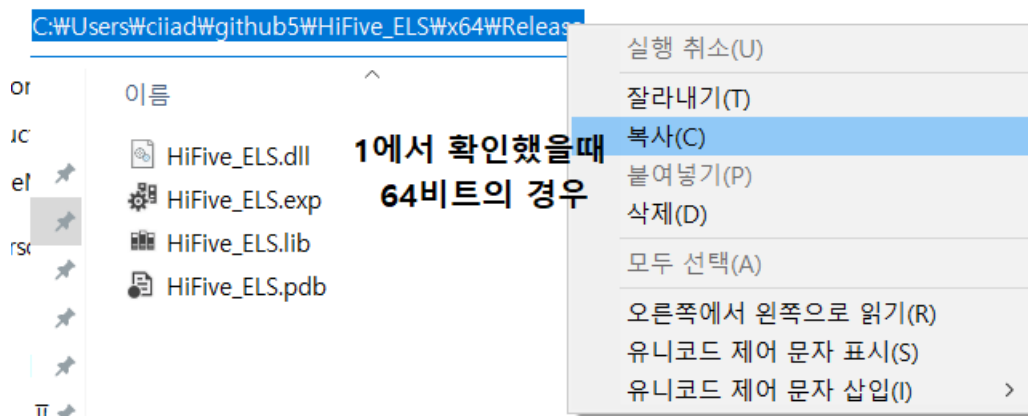 C:₩Users₩ciiad₩github5₩HiFive_ELS₩x64₩Release
이름
HiFive_ELS.dll
HiFive_ELS.exp
HiFive_ELS.lib
HiFive_ELS.pdb
1에서 확인했을때
64비트의 경우
실행 취소(U)
잘라내기(T)
복사(C)
붙여넣기(P)
삭제(D)
모두 선택(A)
오른쪽에서 왼쪽으로 읽기(R)
유니코드 제어 문자 표시(S)
유니코드 제어 문자 삽입(I)